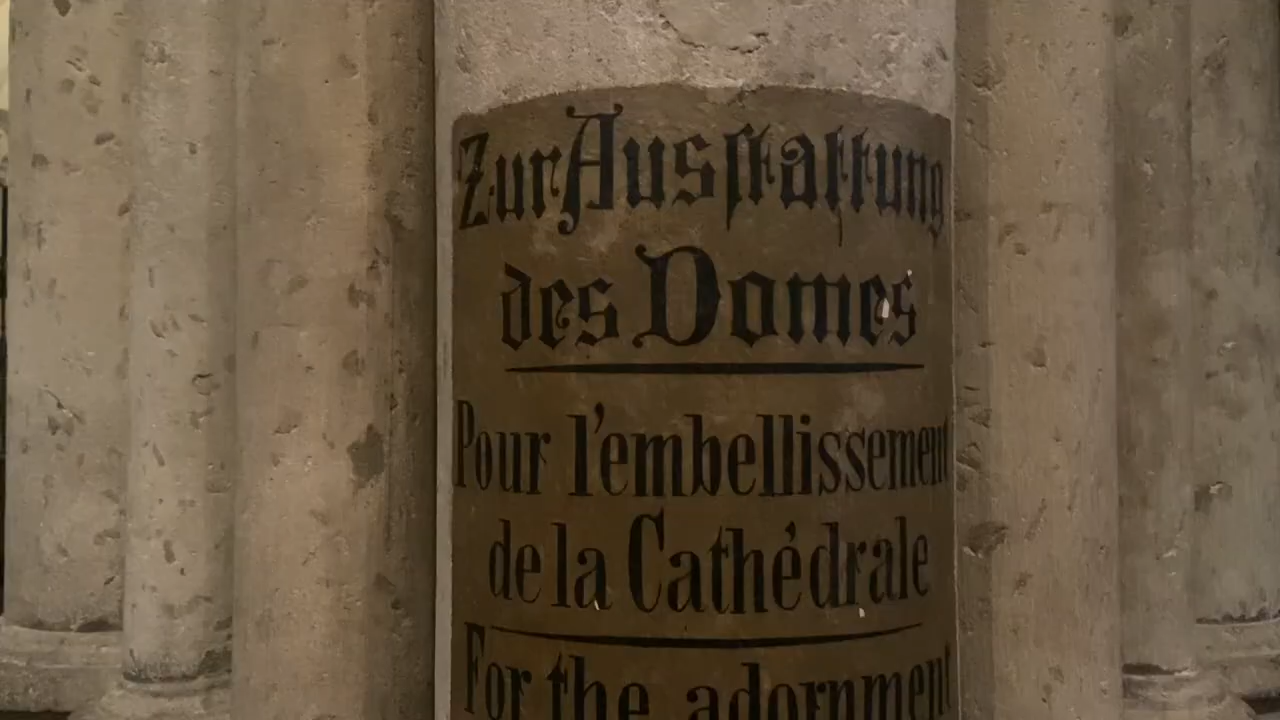 Zur Ausſtattung
des Domes
Pour l'embellissement
de la Cathédrale
For the adornment